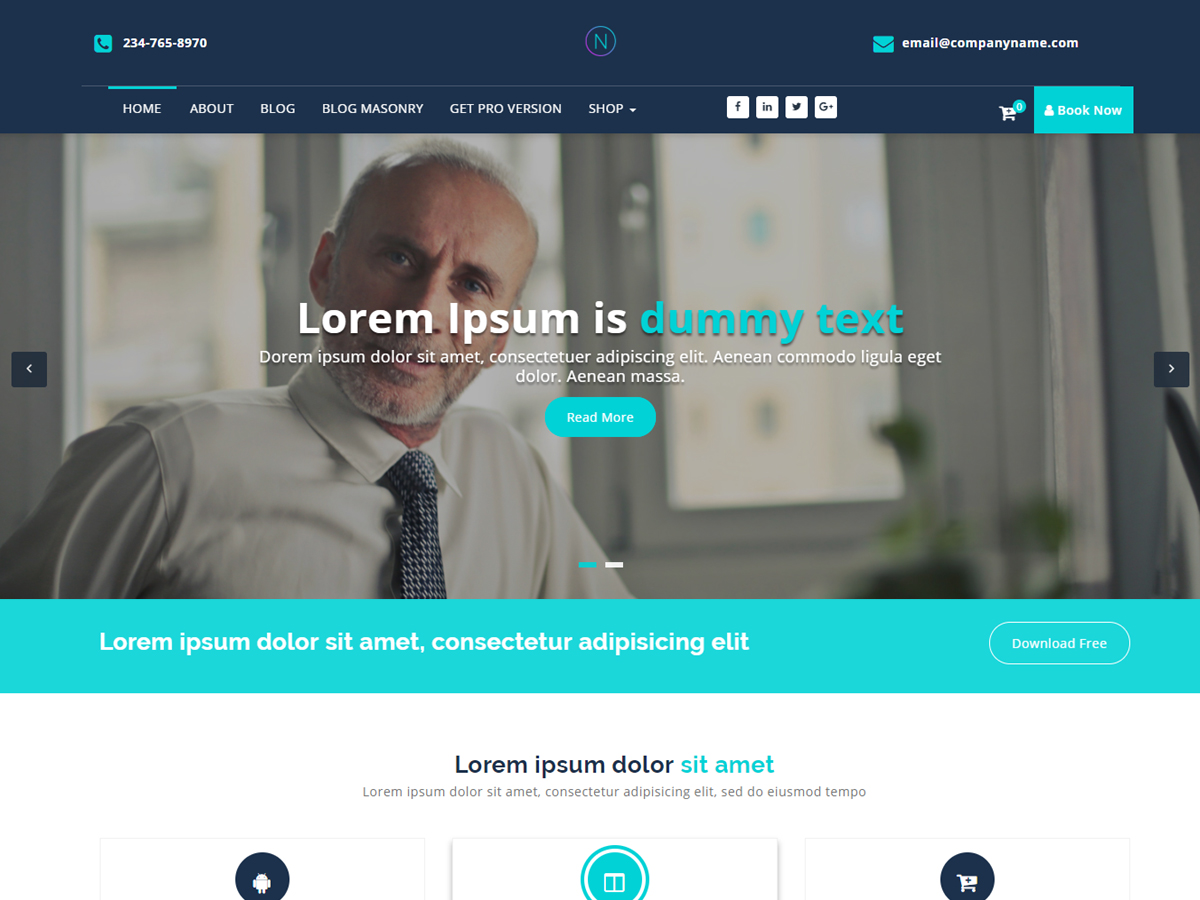 234-765-8970
N
email@companyname.com
HOME ABOUT BLOG BLOG MASONRY GET PRO VERSION SHOP
f in G+
0
Book Now
Lorem Ipsum is dummy text
Dorem ipsum dolor sit amet, consectetuer adipiscing elit. Aenean commodo ligula eget
dolor. Aenean massa.
Read More
Lorem ipsum dolor sit amet, consectetur adipisicing elit
Download Free
Lorem ipsum dolor sit amet
Lorem ipsum dolor sit amet, consectetur adipisicing elit, sed do eiusmod tempo